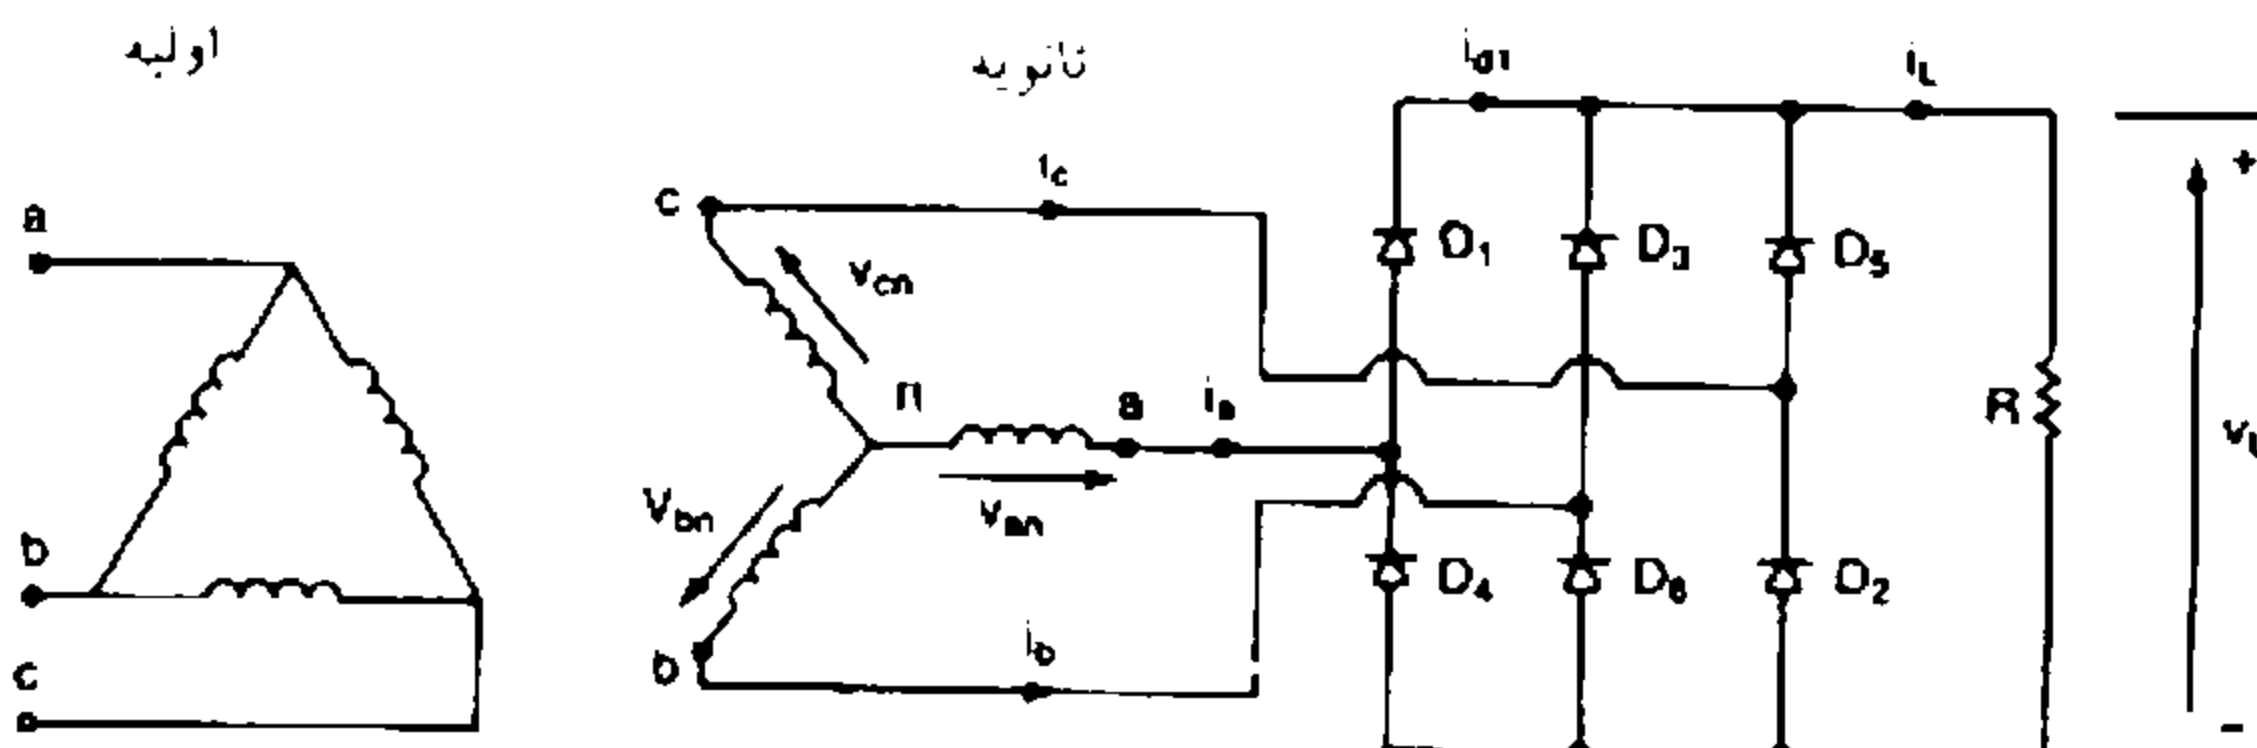 اولیه
ثانویه
i_d1
i_L
a
b
c
c
i_c
v_cn
n
a
i_a
v_an
V_bn
b
i_b
D_1
D_3
D_5
D_4
D_6
D_2
R
+
v_L
-